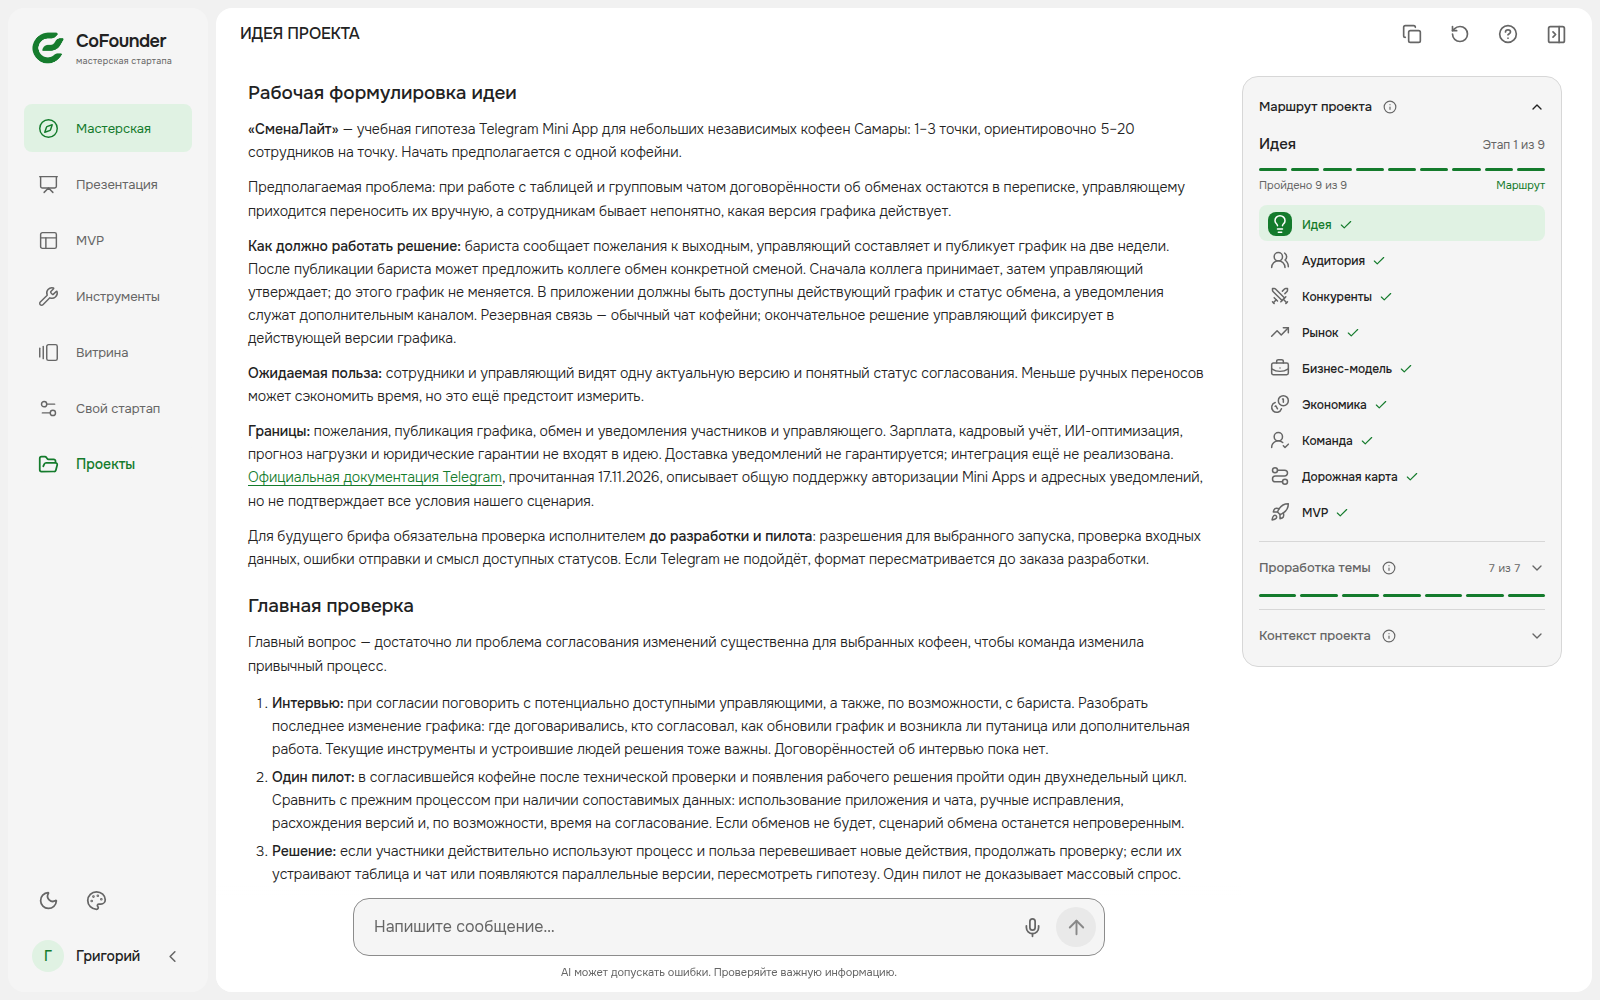 CoFounder
мастерская стартапа
Мастерская
Презентация
MVP
Инструменты
Витрина
Свой стартап
Проекты
Г
Григорий
ИДЕЯ ПРОЕКТА
Рабочая формулировка идеи
«СменаЛайт» — учебная гипотеза Telegram Mini App для небольших независимых кофеен Самары: 1–3 точки, ориентировочно 5–20
сотрудников на точку. Начать предполагается с одной кофейни.
Предполагаемая проблема: при работе с таблицей и групповым чатом договорённости об обменах остаются в переписке, управляющему
приходится переносить их вручную, а сотрудникам бывает непонятно, какая версия графика действует.
Как должно работать решение: бариста сообщает пожелания к выходным, управляющий составляет и публикует график на две недели.
После публикации бариста может предложить коллеге обмен конкретной сменой. Сначала коллега принимает, затем управляющий
утверждает; до этого график не меняется. В приложении должны быть доступны действующий график и статус обмена, а уведомления
служат дополнительным каналом. Резервная связь — обычный чат кофейни; окончательное решение управляющий фиксирует в
действующей версии графика.
Ожидаемая польза: сотрудники и управляющий видят одну актуальную версию и понятный статус согласования. Меньше ручных переносов
может сэкономить время, но это ещё предстоит измерить.
Границы: пожелания, публикация графика, обмен и уведомления участников и управляющего. Зарплата, кадровый учёт, ИИ-оптимизация,
прогноз нагрузки и юридические гарантии не входят в идею. Доставка уведомлений не гарантируется; интеграция ещё не реализована.
Официальная документация Telegram, прочитанная 17.11.2026, описывает общую поддержку авторизации Mini Apps и адресных уведомлений,
но не подтверждает все условия нашего сценария.
Для будущего брифа обязательна проверка исполнителем до разработки и пилота: разрешения для выбранного запуска, проверка входных
данных, ошибки отправки и смысл доступных статусов. Если Telegram не подойдёт, формат пересматривается до заказа разработки.
Главная проверка
Главный вопрос — достаточно ли проблема согласования изменений существенна для выбранных кофеен, чтобы команда изменила
привычный процесс.
1. Интервью: при согласии поговорить с потенциально доступными управляющими, а также, по возможности, с бариста. Разобрать
последнее изменение графика: где договаривались, кто согласовал, как обновили график и возникла ли путаница или дополнительная
работа. Текущие инструменты и устроившие людей решения тоже важны. Договорённостей об интервью пока нет.
2. Один пилот: в согласившейся кофейне после технической проверки и появления рабочего решения пройти один двухнедельный цикл.
Сравнить с прежним процессом при наличии сопоставимых данных: использование приложения и чата, ручные исправления,
расхождения версий и, по возможности, время на согласование. Если обменов не будет, сценарий обмена останется непроверенным.
3. Решение: если участники действительно используют процесс и польза перевешивает новые действия, продолжать проверку; если их
устраивают таблица и чат или появляются параллельные версии, пересмотреть гипотезу. Один пилот не доказывает массовый спрос.
Напишите сообщение...
AI может допускать ошибки. Проверяйте важную информацию.
Маршрут проекта
Идея
Этап 1 из 9
Пройдено 9 из 9
Маршрут
Идея
Аудитория
Конкуренты
Рынок
Бизнес-модель
Экономика
Команда
Дорожная карта
MVP
Проработка темы
7 из 7
Контекст проекта